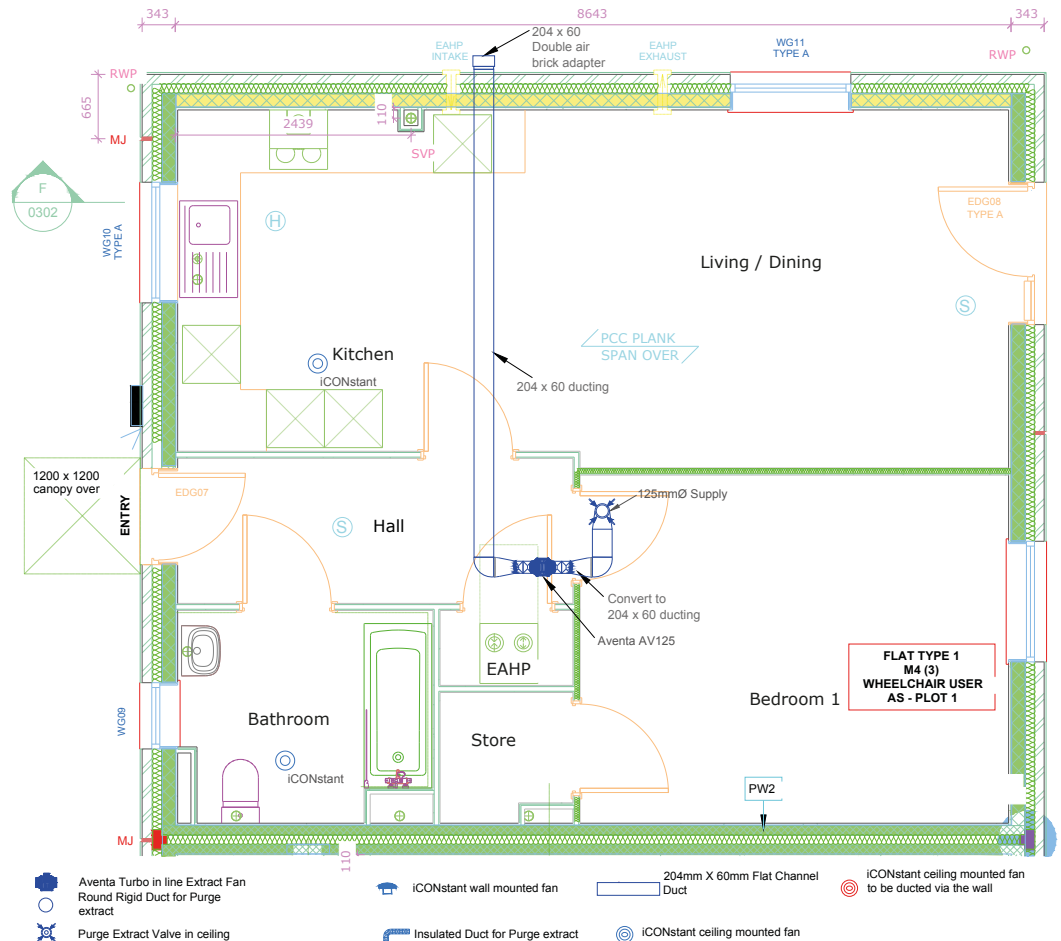 343
8643
343
204 x 60
Double air
brick adapter
EAHP
INTAKE
EAHP
EXHAUST
WG11
TYPE A
RWP
RWP
665
110
2439
MJ
SVP
F
0302
H
EDG08
TYPE A
WG10
TYPE A
Living / Dining
S
PCC PLANK
SPAN OVER
Kitchen
iCONstant
204 x 60 ducting
1200 x 1200
canopy over
ENTRY
EDG07
125mmØ Supply
S
Hall
Convert to
204 x 60 ducting
Aventa AV125
EAHP
FLAT TYPE 1
M4 (3)
WHEELCHAIR USER
AS - PLOT 1
Bedroom 1
WG09
Bathroom
Store
iCONstant
PW2
MJ
110
Aventa Turbo in line Extract Fan
Round Rigid Duct for Purge
extract
Purge Extract Valve in ceiling
iCONstant wall mounted fan
Insulated Duct for Purge extract
204mm X 60mm Flat Channel
Duct
iCONstant ceiling mounted fan
iCONstant ceiling mounted fan
to be ducted via the wall